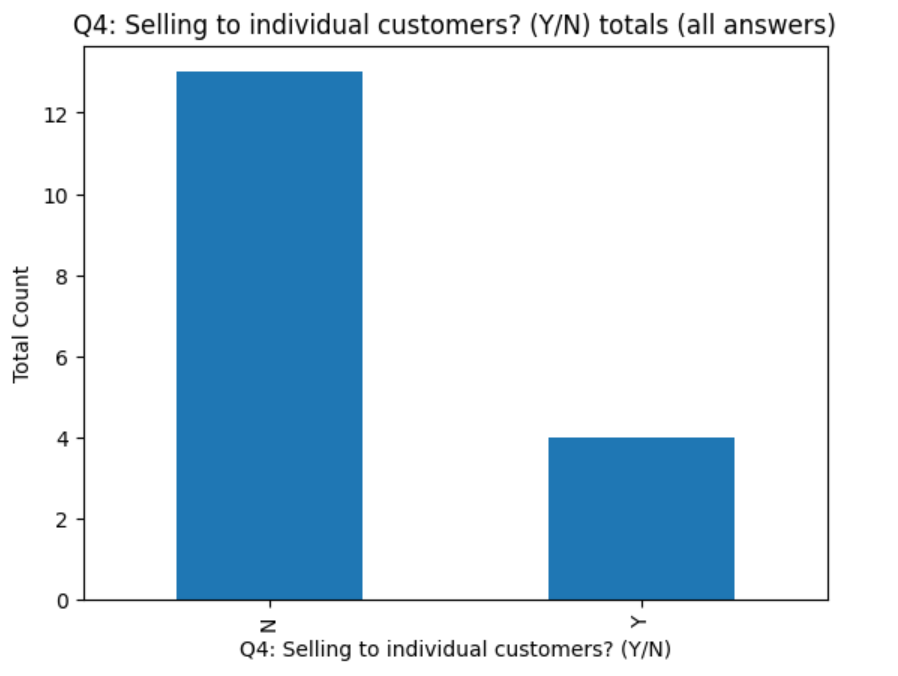 Q4: Selling to individual customers? (Y/N) totals (all answers)
Total Count
12
10
8
6
4
2
0
N
Y
Q4: Selling to individual customers? (Y/N)